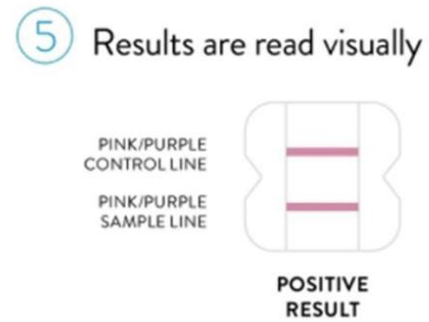 5 Results are read visually
PINK/PURPLE
CONTROL LINE
PINK/PURPLE
SAMPLE LINE
POSITIVE
RESULT